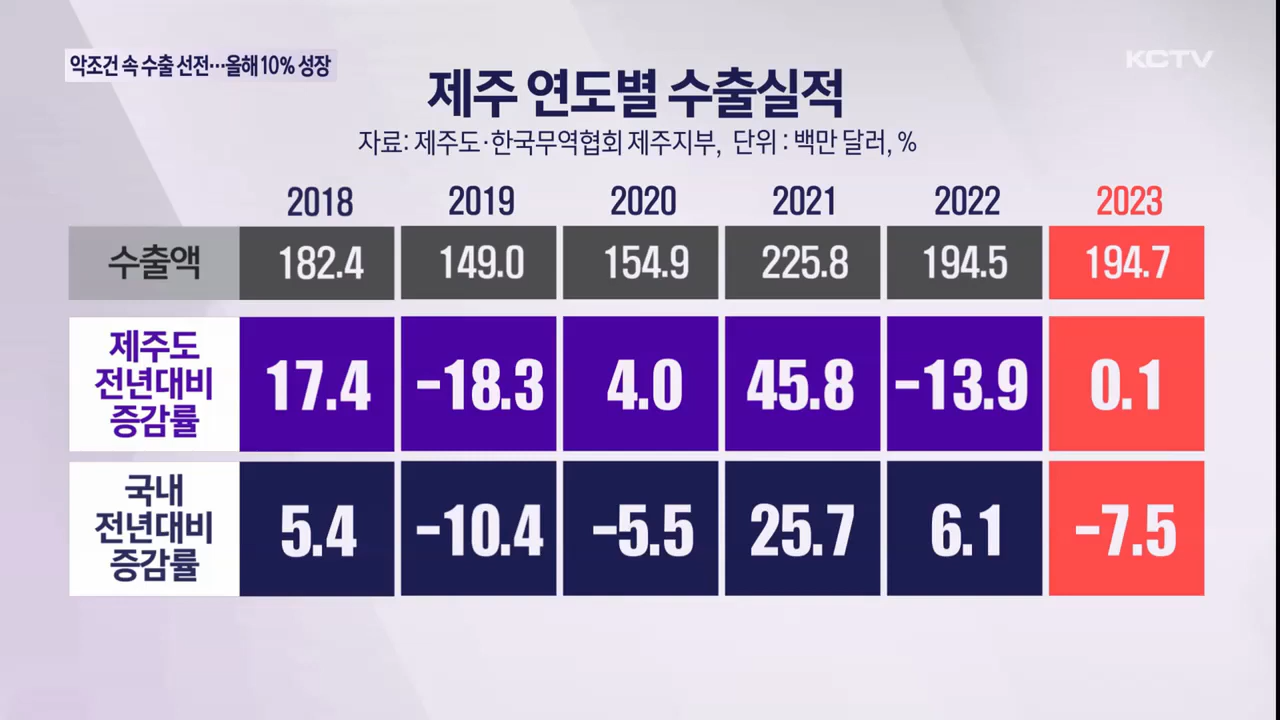 악조건 속 수출 선전…올해 10% 성장
KCTV
제주 연도별 수출실적
자료 : 제주도·한국무역협회 제주지부, 단위 : 백만 달러, %
2018 2019 2020 2021 2022 2023
수출액 182.4 149.0 154.9 225.8 194.5 194.7
제주도
전년대비
증감률
17.4 -18.3 4.0 45.8 -13.9 0.1
국내
전년대비
증감률
5.4 -10.4 -5.5 25.7 6.1 -7.5